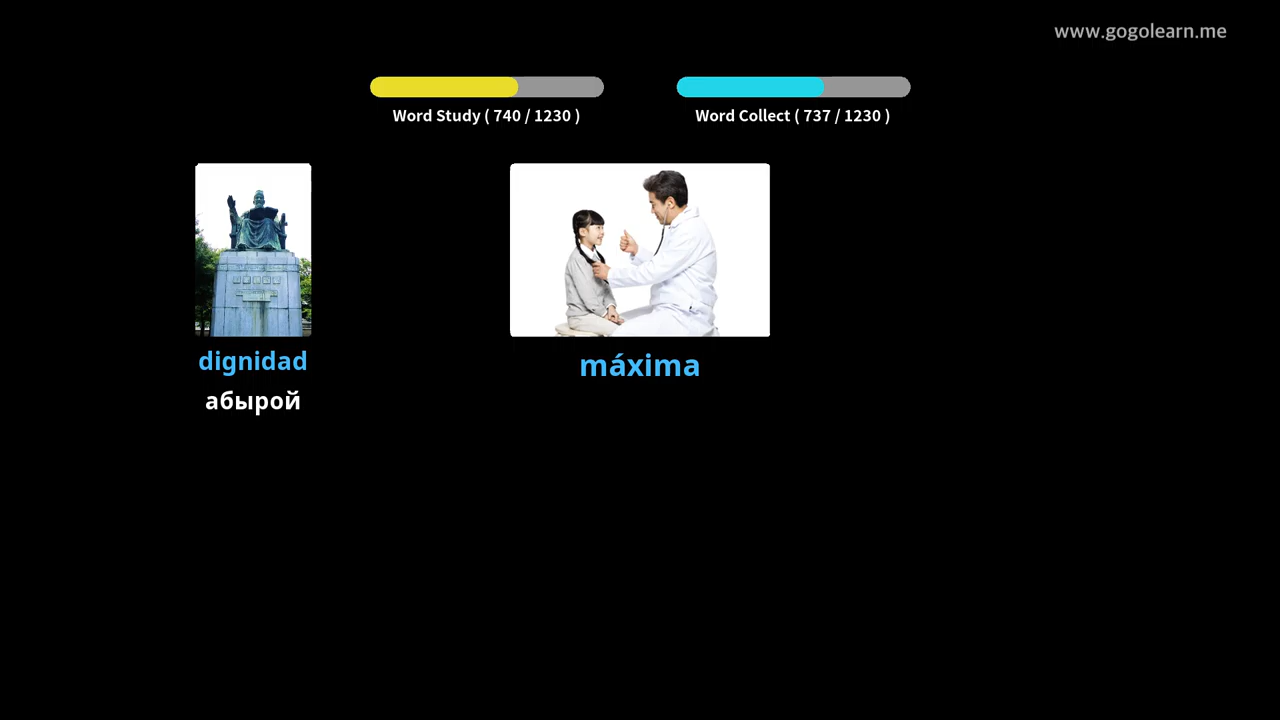 www.gogolearn.me
Word Study ( 740 / 1230 )
Word Collect ( 737 / 1230 )
dignidad
абырой
máxima